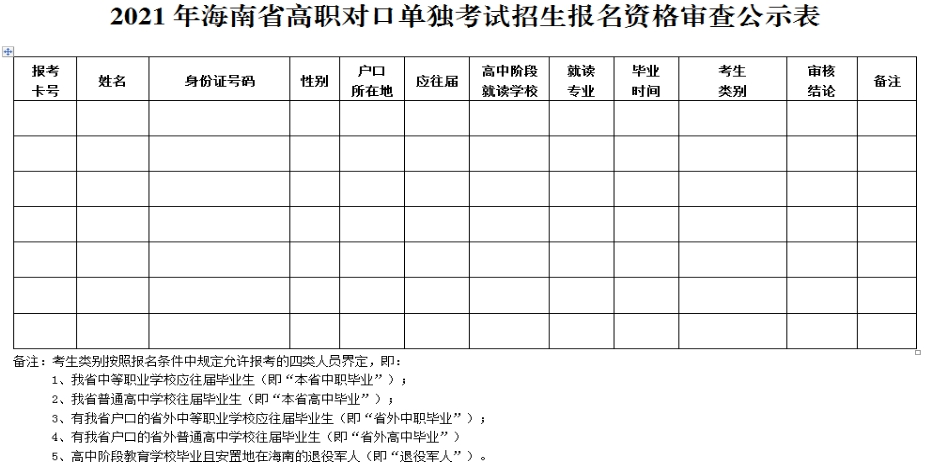 2021 年海南省高职对口单独考试招生报名资格审查公示表
报考卡号 姓名 身份证号码 性别 户口所在地 应往届 高中阶段就读学校 就读专业 毕业时间 考生类别 审核结论 备注
备注：考生类别按照报名条件中规定允许报考的四类人员界定，即：
1、我省中等职业学校应往届毕业生（即“本省中职毕业”）；
2、我省普通高中学校往届毕业生（即“本省高中毕业”）；
3、有我省户口的省外中等职业学校应往届毕业生（即“省外中职毕业”）；
4、有我省户口的省外普通高中学校往届毕业生（即“省外高中毕业”）
5、高中阶段教育学校毕业且安置地在海南的退役军人（即“退役军人”）。